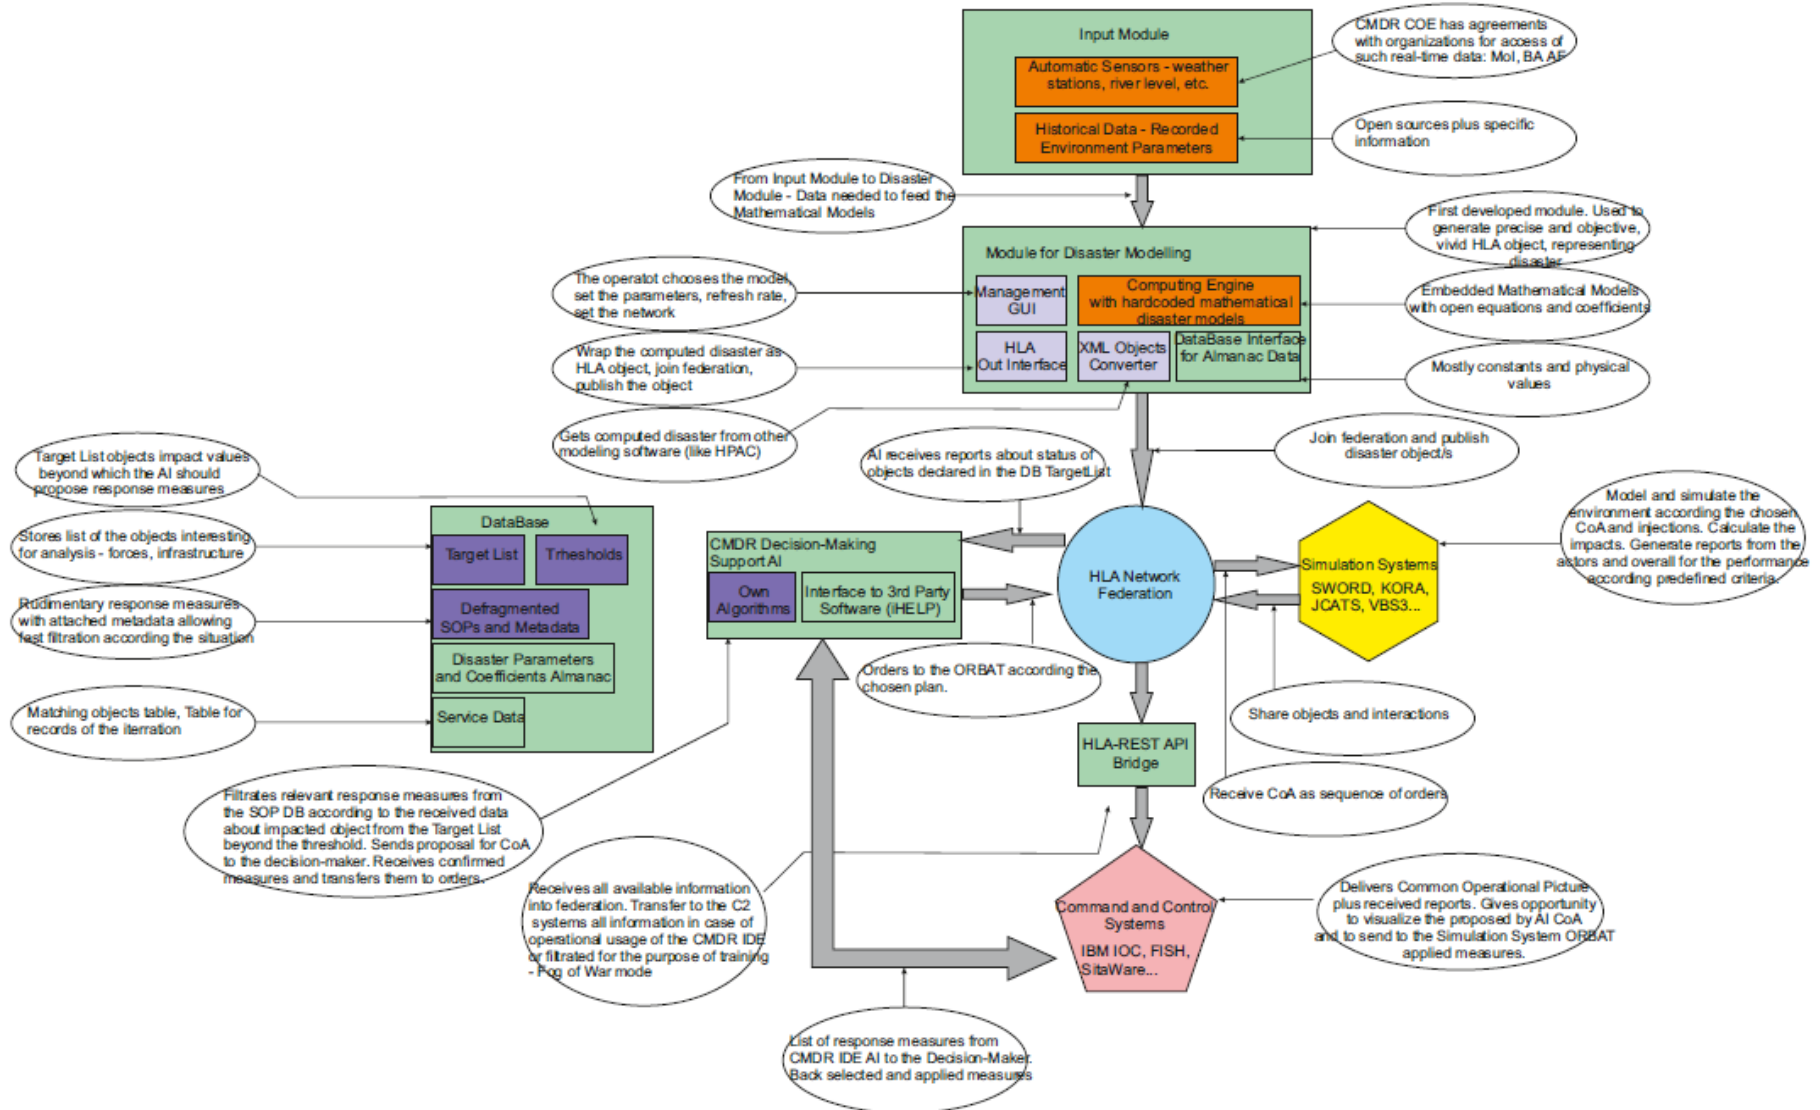 Input Module
Automatic Sensors - weather
stations, river level, etc.
Historical Data - Recorded
Environment Parameters
CMDR COE has agreements
with organizations for access of
such real-time data: MoI, BA AF
Open sources plus specific
information
From Input Module to Disaster
Module - Data needed to feed the
Mathematical Models
First developed module. Used to
generate precise and objective,
vivid HLA object, representing
disaster
Module for Disaster Modelling
Management
GUI
Computing Engine
with hardcoded mathematical
disaster models
HLA
Out Interface
XML Objects
Converter
DataBase Interface
for Almanac Data
The operatot chooses the model,
set the parameters, refresh rate,
set the network
Embedded Mathematical Models
with open equations and coefficients
Wrap the computed disaster as
HLA object, join federation,
publish the object
Mostly constants and physical
values
Gets computed disaster from other
modeling software (like HPAC)
AI receives reports about status of
objects declared in the DB TargetList
Join federation and publish
disaster object/s
Target List objects impact values
beyond which the AI should
propose response measures
Stores list of the objects interesting
for analysis - forces, infrastructure
Rudimentary response measures
with attached metadata allowing
fast filtration according the situation
Matching objects table, Table for
records of the iterration
DataBase
Target List
Trhesholds
Defragmented
SOPs and Metadata
Disaster Parameters
and Coefficients Almanac
Service Data
CMDR Decision-Making
Support AI
Own
Algorithms
Interface to 3rd Party
Software (iHELP)
HLA Network
Federation
Simulation Systems
SWORD, KORA,
JCATS, VBS3...
Model and simulate the
environment according the chosen
CoA and injections. Calculate the
impacts. Generate reports from the
actors and overall for the performance
according predefined criteria.
Orders to the ORBAT according the
chosen plan.
Share objects and interactions
Receive CoA as sequence of orders
HLA-REST API
Bridge
Filtrates relevant response measures from
the SOP DB according to the received data
about impacted object from the Target List
beyond the threshold. Sends proposal for CoA
to the decision-maker. Receives confirmed
measures and transfers them to orders.
Receives all available information
into federation. Transfer to the C2
systems all information in case of
operational usage of the CMDR IDE
or filtrated for the purpose of training
- Fog of War mode
Command and Control
Systems
IBM IOC, FISH,
SitaWare...
Delivers Common Operational Picture
plus received reports. Gives opportunity
to visualize the proposed by AI CoA
and to send to the Simulation System ORBAT
applied measures.
List of response measures from
CMDR IDE AI to the Decision-Maker.
Back selected and applied measures